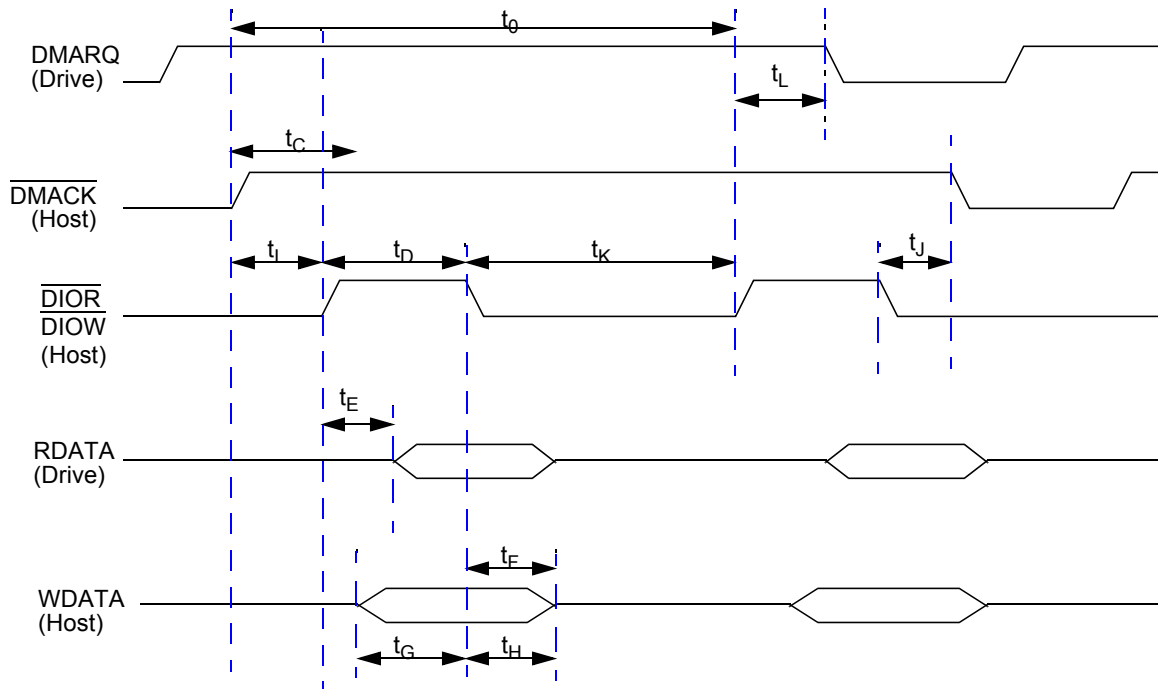 t0
DMARQ
(Drive)
tL
tC
DMACK
(Host)
tI
tD
tK
tJ
DIOR
DIOW
(Host)
tE
RDATA
(Drive)
tF
WDATA
(Host)
tG
tH